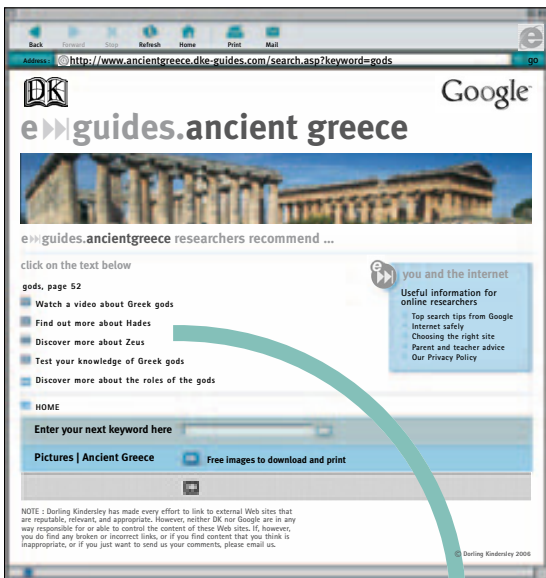 Back Forward Stop Refresh Home Print Mail
Address: @http://www.ancientgreece.dke-guides.com/search.asp?keyword=gods go
DK
Google
e guides.ancient greece
e guides.ancientgreece researchers recommend ...
click on the text below
gods, page 52
Watch a video about Greek gods
Find out more about Hades
Discover more about Zeus
Test your knowledge of Greek gods
Discover more about the roles of the gods
HOME
e
you and the internet
Useful information for
online researchers
Top search tips from Google
Internet safely
Choosing the right site
Parent and teacher advice
Our Privacy Policy
Enter your next keyword here
Pictures | Ancient Greece Free images to download and print
NOTE : Dorling Kindersley has made every effort to link to external Web sites that
are reputable, relevant, and appropriate. However, neither DK nor Google are in any
way responsible for or able to control the content of these Web sites. If, however,
you do find any broken or incorrect links, or if you find content that you think is
inappropriate, or if you just want to send us your comments, please email us.
© Dorling Kindersley 2006